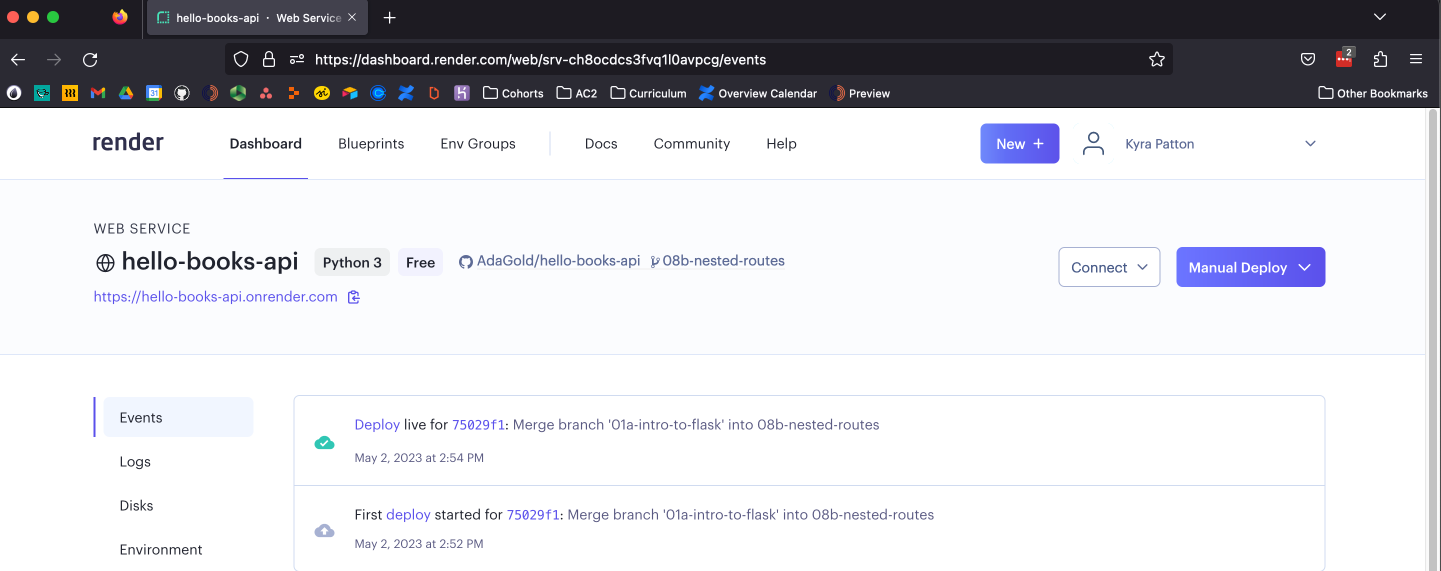 hello-books-api · Web Service
https://dashboard.render.com/web/srv-ch8ocdcs3fvq1l0avpcg/events
2
31
Cohorts AC2 Curriculum Overview Calendar Preview Other Bookmarks
render Dashboard Blueprints Env Groups Docs Community Help New + Kyra Patton
WEB SERVICE
hello-books-api Python 3 Free AdaGold/hello-books-api 08b-nested-routes
Connect Manual Deploy
https://hello-books-api.onrender.com
Events
Deploy live for 75029f1: Merge branch '01a-intro-to-flask' into 08b-nested-routes
May 2, 2023 at 2:54 PM
Logs
Disks
First deploy started for 75029f1: Merge branch '01a-intro-to-flask' into 08b-nested-routes
May 2, 2023 at 2:52 PM
Environment